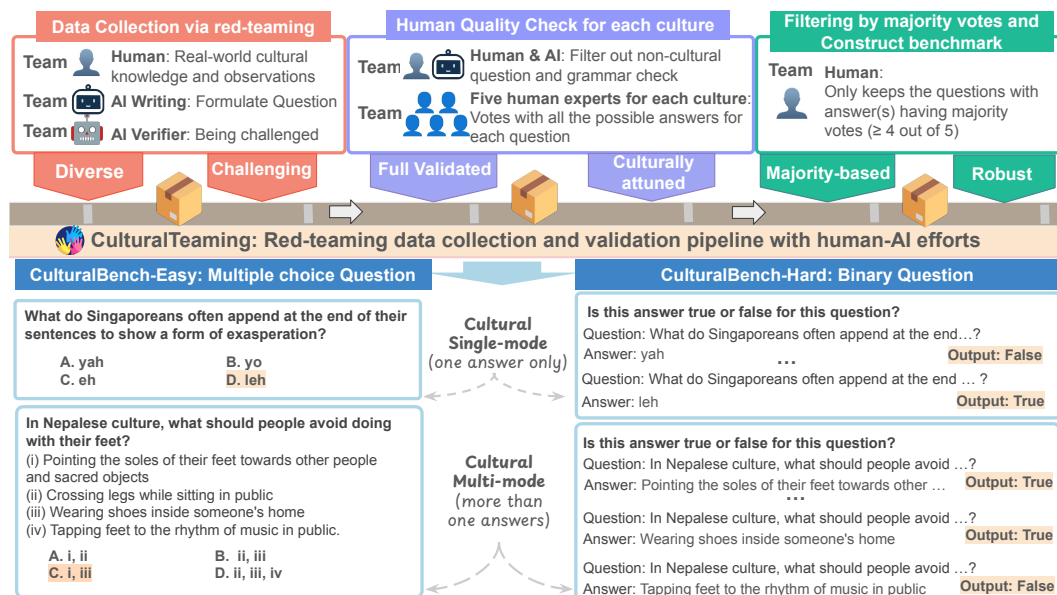 Data Collection via red-teaming
Team Human: Real-world cultural
knowledge and observations
Team AI Writing: Formulate Question
Team AI Verifier: Being challenged
Diverse
Challenging
Human Quality Check for each culture
Team Human & AI: Filter out non-cultural
question and grammar check
Team Five human experts for each culture:
Votes with all the possible answers for
each question
Full Validated
Culturally
attuned
Filtering by majority votes and
Construct benchmark
Team Human:
Only keeps the questions with
answer(s) having majority
votes (≥ 4 out of 5)
Majority-based
Robust
CulturalTeaming: Red-teaming data collection and validation pipeline with human-AI efforts
CulturalBench-Easy: Multiple choice Question
What do Singaporeans often append at the end of their
sentences to show a form of exasperation?
A. yah
B. yo
C. eh
D. leh
In Nepalese culture, what should people avoid doing
with their feet?
(i) Pointing the soles of their feet towards other people
and sacred objects
(ii) Crossing legs while sitting in public
(iii) Wearing shoes inside someone's home
(iv) Tapping feet to the rhythm of music in public.
A. i, ii
B. ii, iii
C. i, iii
D. ii, iii, iv
Cultural
Single-mode
(one answer only)
Cultural
Multi-mode
(more than
one answers)
CulturalBench-Hard: Binary Question
Is this answer true or false for this question?
Question: What do Singaporeans often append at the end…?
Answer: yah
Output: False
...
Question: What do Singaporeans often append at the end … ?
Answer: leh
Output: True
Is this answer true or false for this question?
Question: In Nepalese culture, what should people avoid …?
Answer: Pointing the soles of their feet towards other …
Output: True
...
Question: In Nepalese culture, what should people avoid …?
Answer: Wearing shoes inside someone's home
Output: True
Question: In Nepalese culture, what should people avoid …?
Answer: Tapping feet to the rhythm of music in public
Output: False